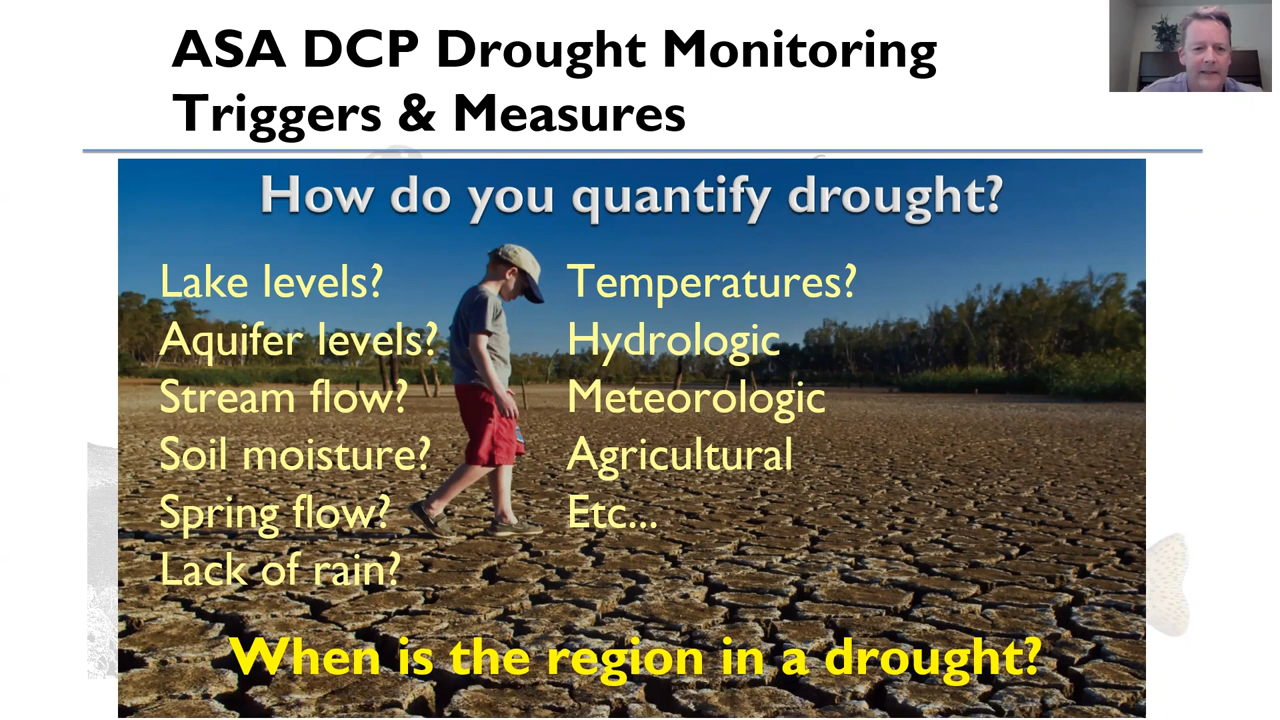 ASA DCP Drought Monitoring
Triggers & Measures
How do you quantify drought?
Lake levels?
Aquifer levels?
Stream flow?
Soil moisture?
Spring flow?
Lack of rain?
Temperatures?
Hydrologic
Meteorologic
Agricultural
Etc...
When is the region in a drought?